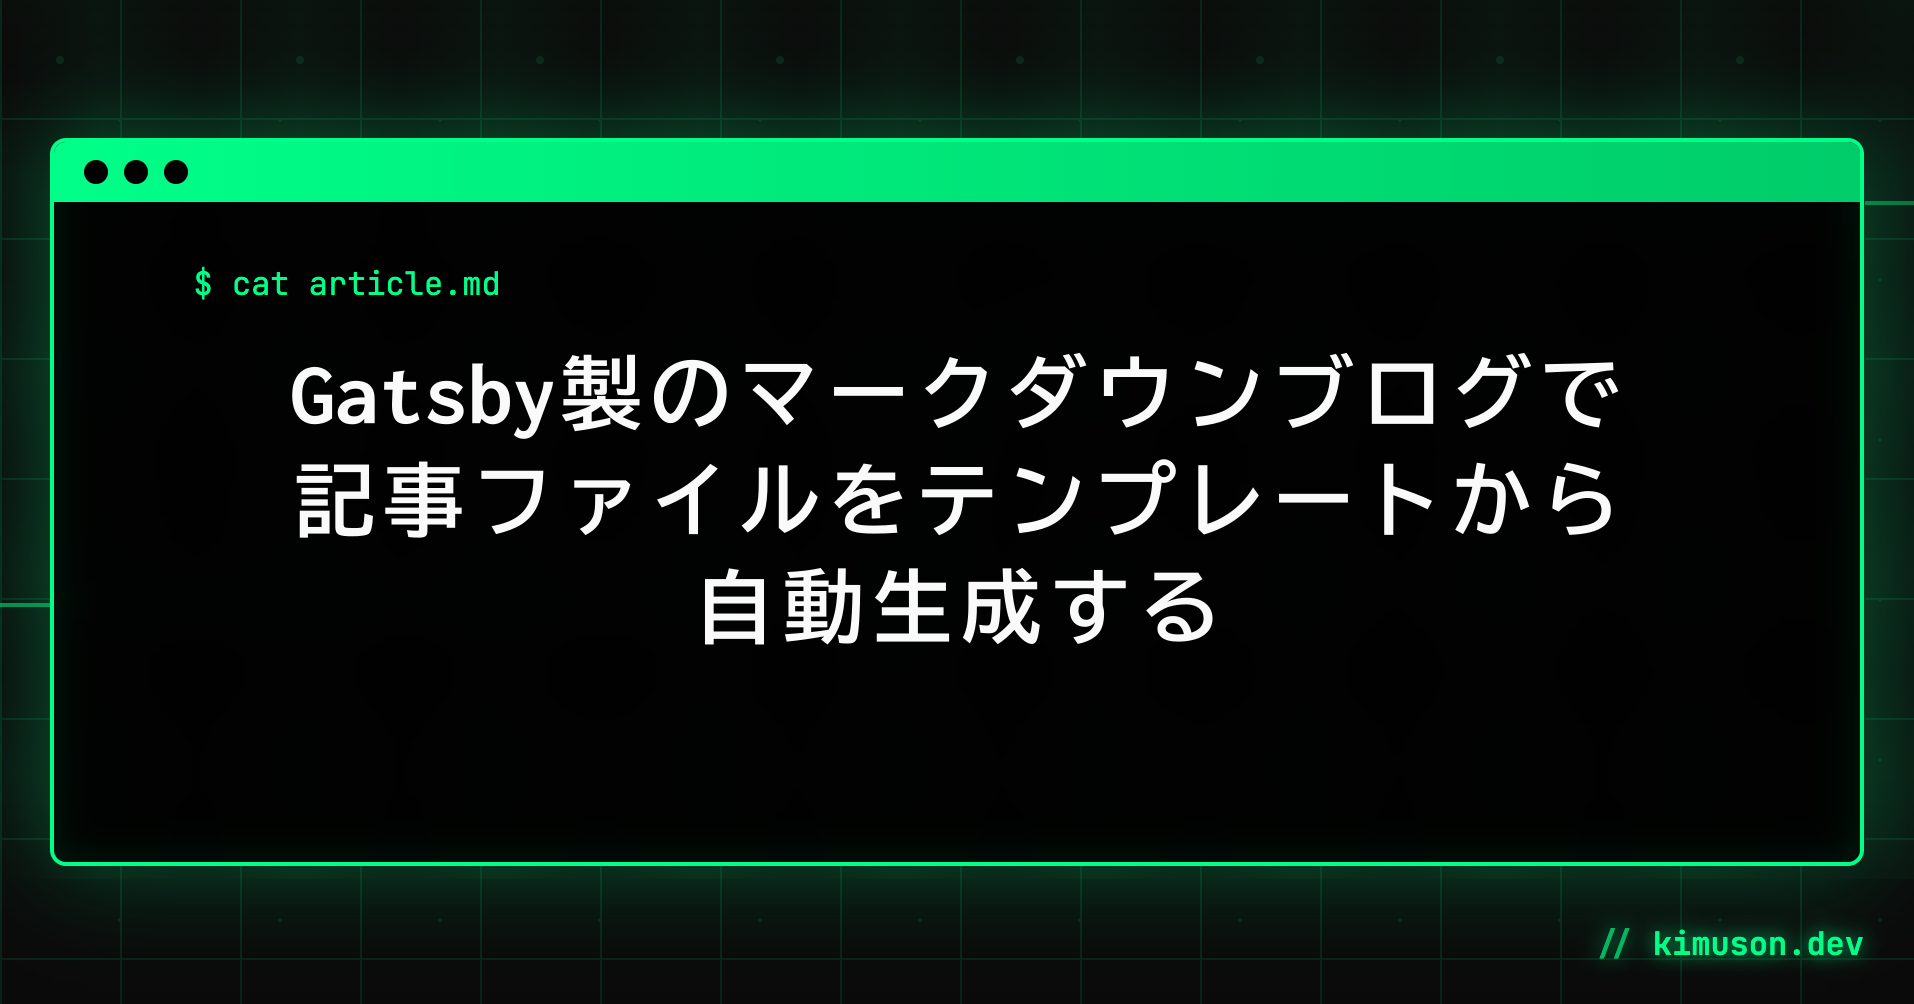 $ cat article.md
Gatsby製のマークダウンブログで
記事ファイルをテンプレートから
自動生成する
// kimuson.dev